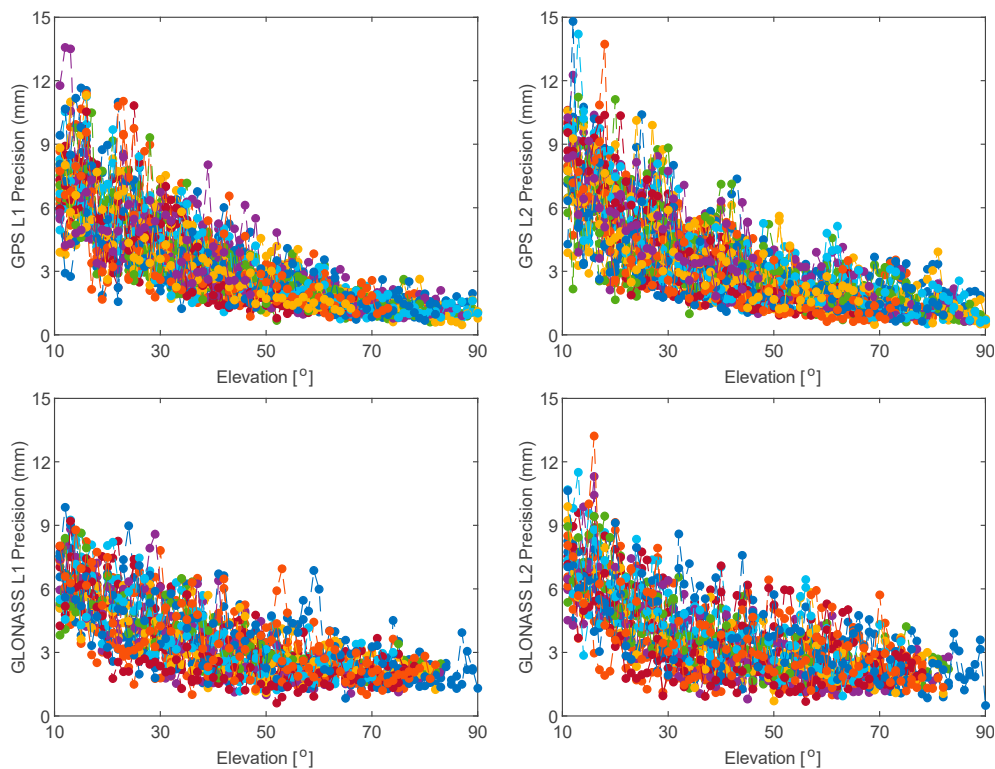 GPS L1 Precision (mm)
15
12
9
6
3
0
10 30 50 70 90
Elevation [o]
GPS L2 Precision (mm)
15
12
9
6
3
0
10 30 50 70 90
Elevation [o]
GLONASS L1 Precision (mm)
15
12
9
6
3
0
10 30 50 70 90
Elevation [o]
GLONASS L2 Precision (mm)
15
12
9
6
3
0
10 30 50 70 90
Elevation [o]